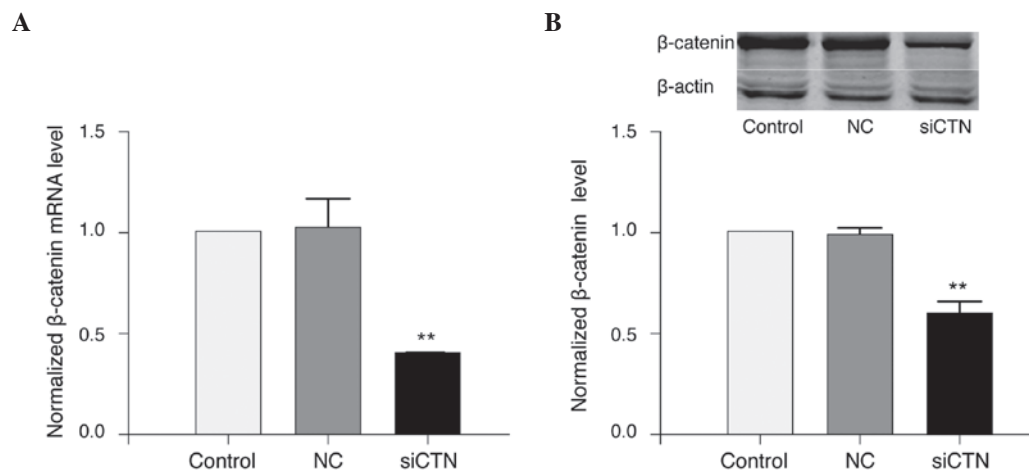 A
Normalized β-catenin mRNA level
1.5
1.0
0.5
0.0
**
Control NC siCTN
B
β-catenin
β-actin
Control NC siCTN
Normalized β-catenin level
1.5
1.0
0.5
0.0
**
Control NC siCTN